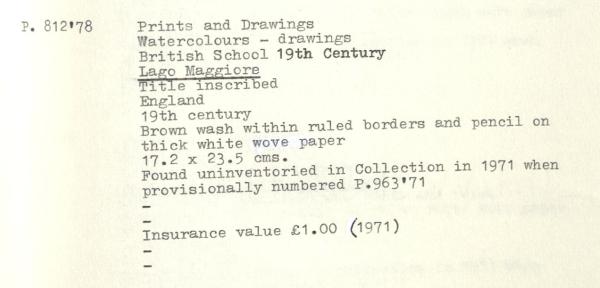 P. 812'78 Prints and Drawings
Watercolours - drawings
British School 19th Century
Lago Maggiore
Title inscribed
England
19th century
Brown wash within ruled borders and pencil on
thick white wove paper
17.2 x 23.5 cms.
Found uninventoried in Collection in 1971 when
provisionally numbered P.963'71
-
-
Insurance value £1.00 (1971)
-
-